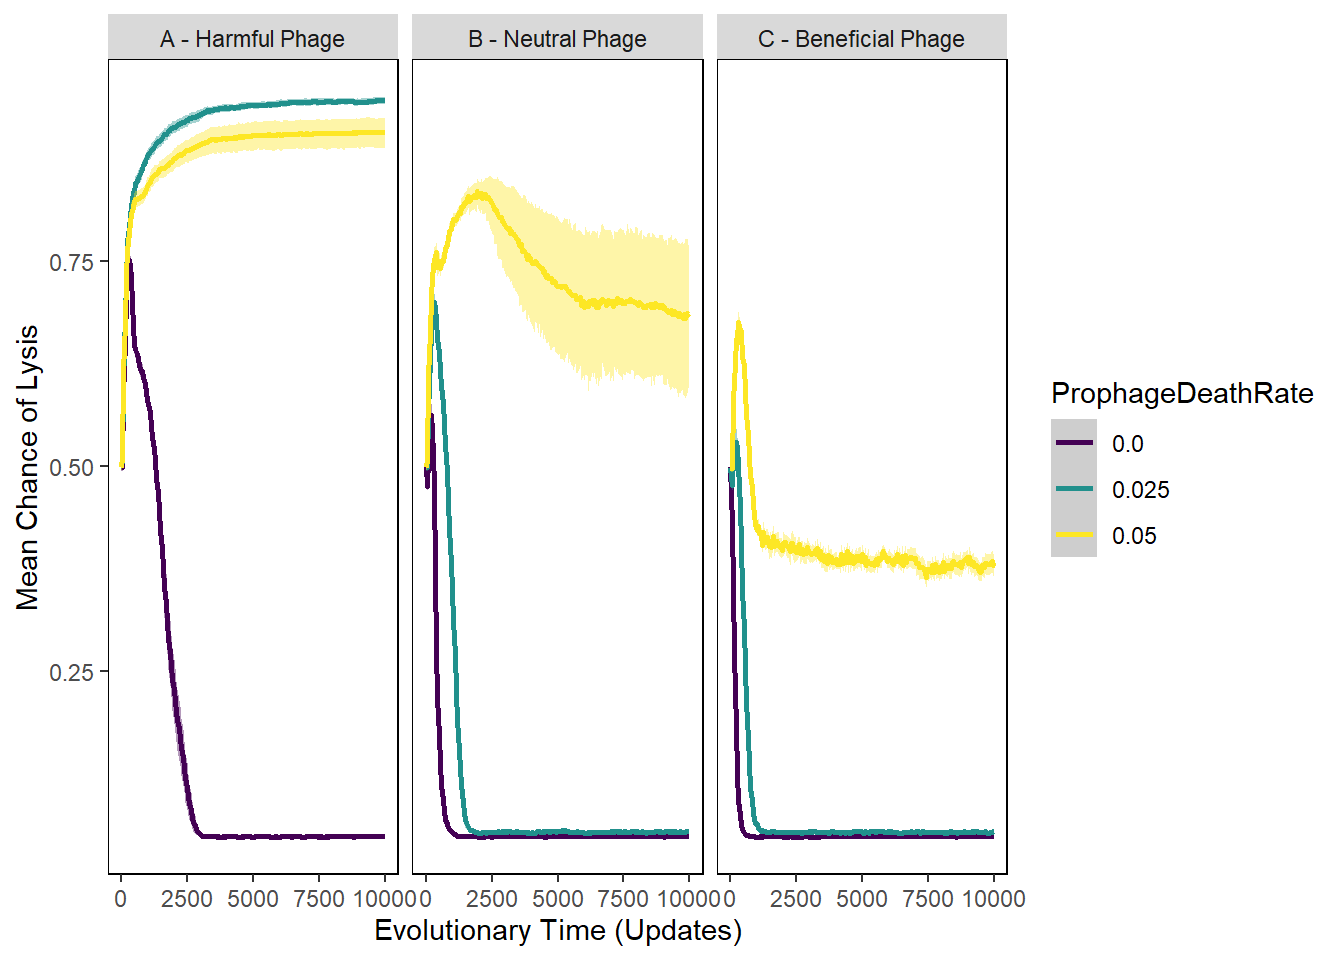 A - Harmful Phage
B - Neutral Phage
C - Beneficial Phage
0.75
0.50
0.25
Mean Chance of Lysis
0 2500 5000 7500 10000
0 2500 5000 7500 10000
0 2500 5000 7500 10000
Evolutionary Time (Updates)
ProphageDeathRate
0.0
0.025
0.05